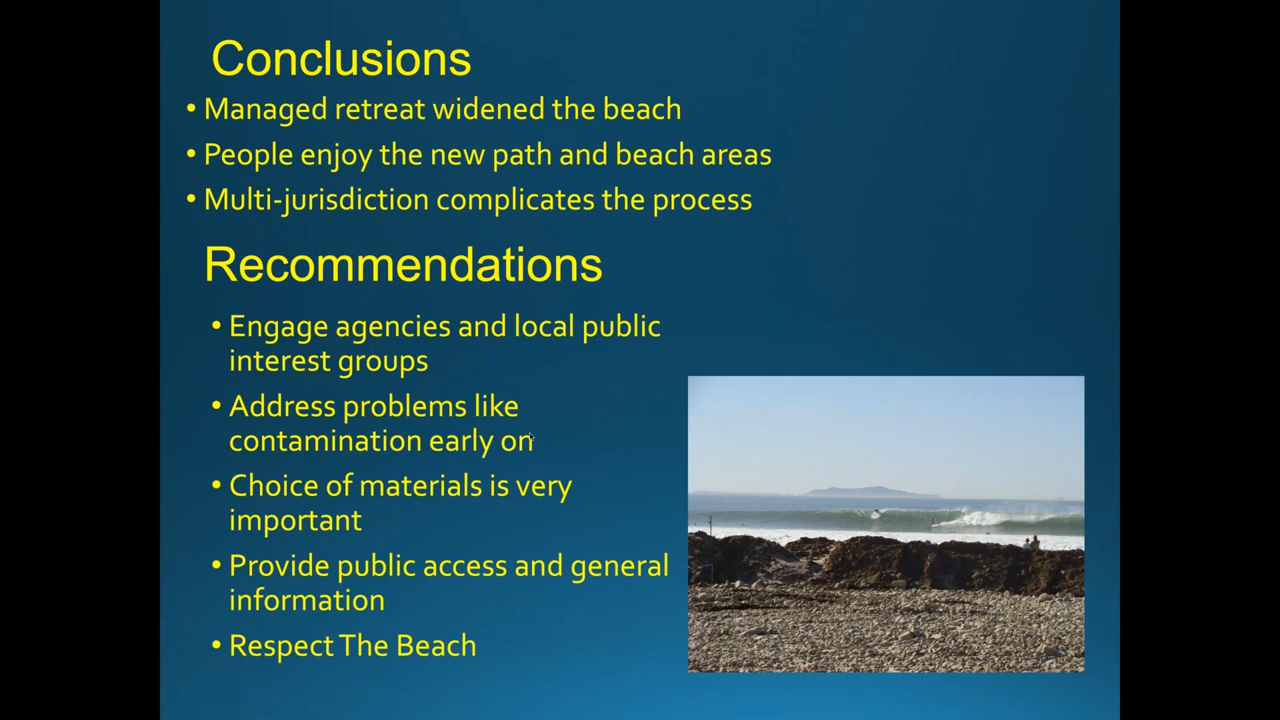 Conclusions
• Managed retreat widened the beach
• People enjoy the new path and beach areas
• Multi-jurisdiction complicates the process
Recommendations
• Engage agencies and local public
interest groups
• Address problems like
contamination early on
• Choice of materials is very
important
• Provide public access and general
information
• Respect The Beach